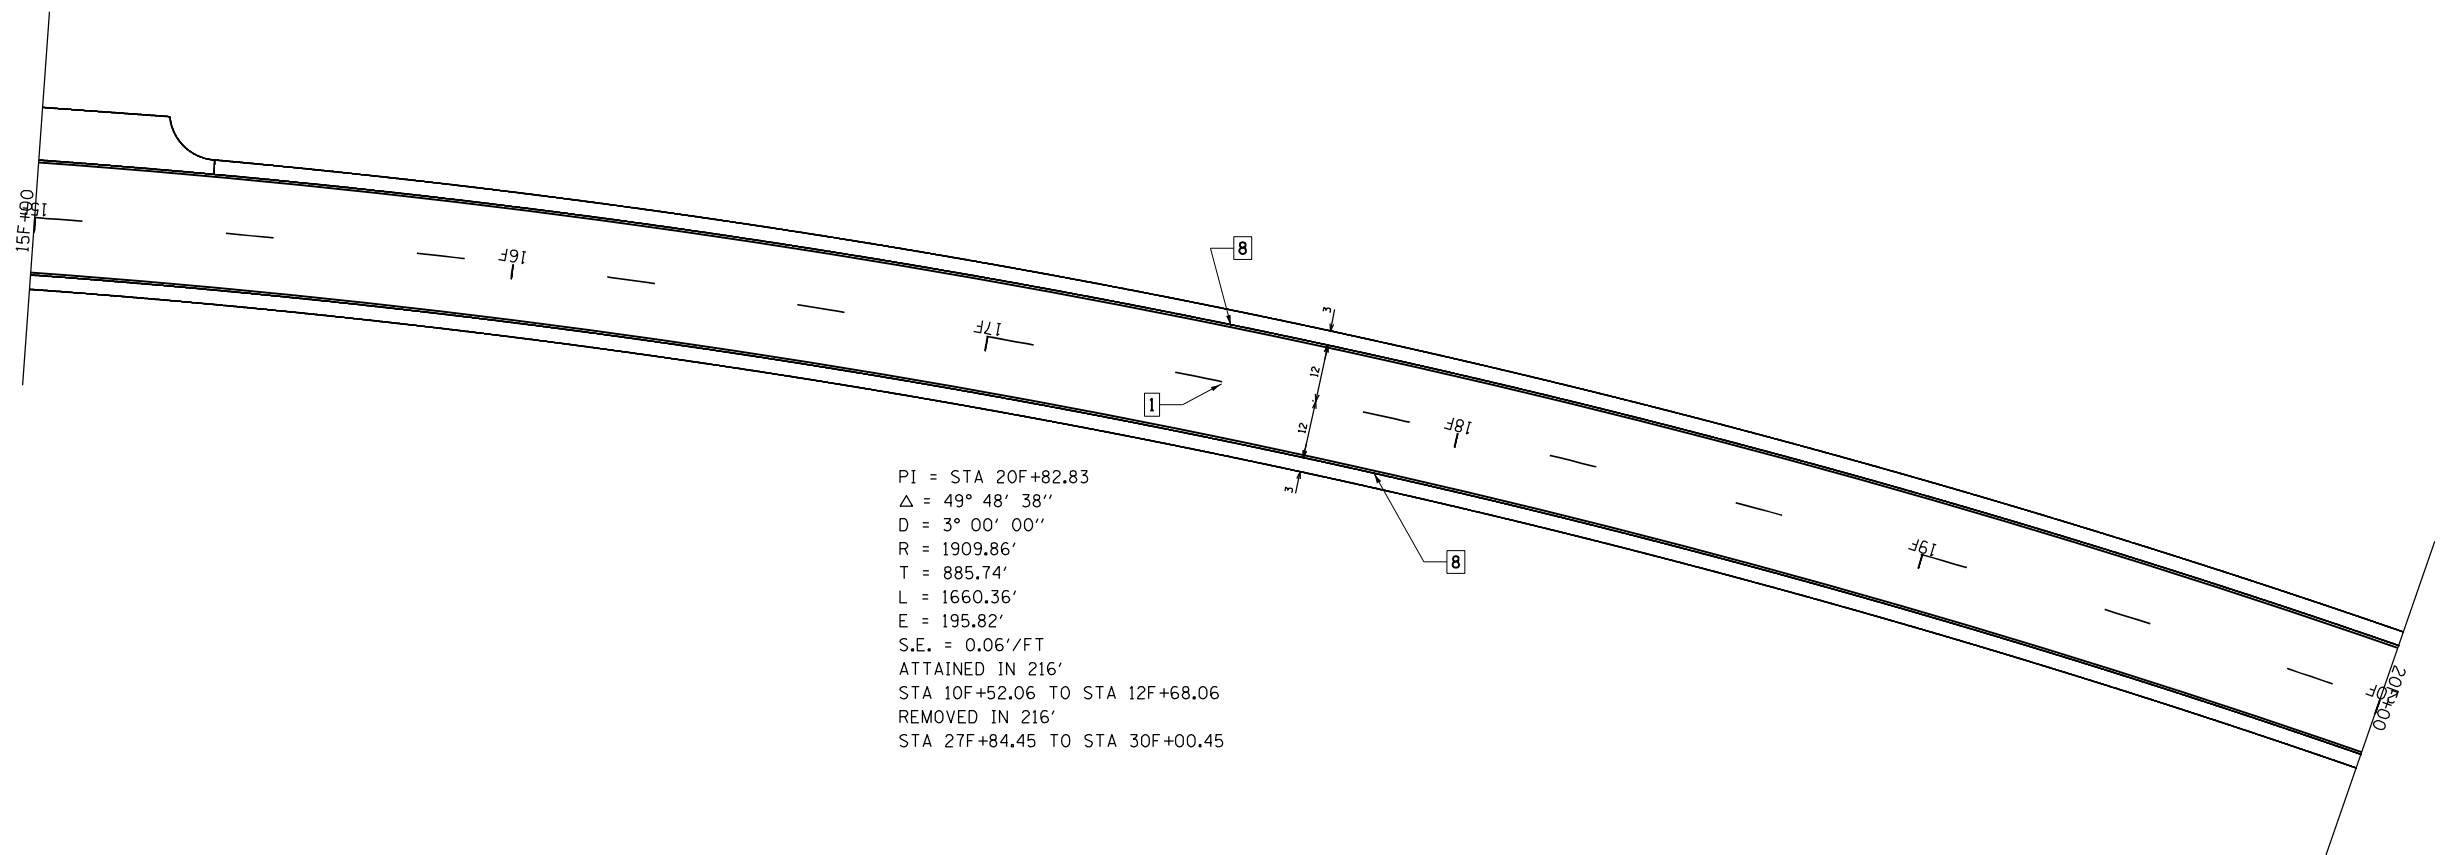 15F+00
15F
16F
8
3
17F
12
1
12
18F
3
8
19F
20F
20F+00
PI = STA 20F+82.83
Δ = 49° 48' 38''
D = 3° 00' 00''
R = 1909.86'
T = 885.74'
L = 1660.36'
E = 195.82'
S.E. = 0.06'/FT
ATTAINED IN 216'
STA 10F+52.06 TO STA 12F+68.06
REMOVED IN 216'
STA 27F+84.45 TO STA 30F+00.45